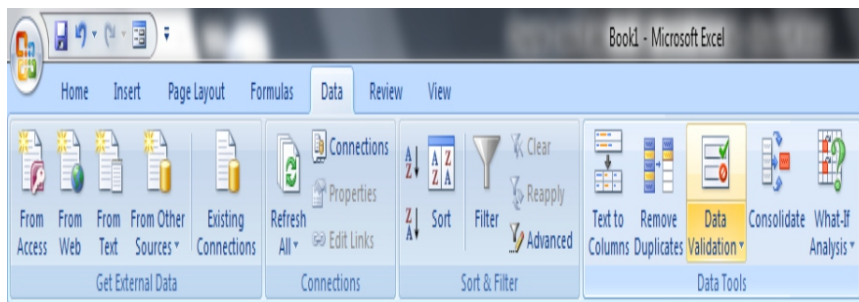 Book1 - Microsoft Excel
Home Insert Page Layout Formulas Data Review View
From Access
From Web
From Text
From Other Sources
Existing Connections
Get External Data
Refresh All
Connections
Properties
Edit Links
Connections
A Z
Z A
A Z
Z A
Sort
Filter
Clear
Reapply
Advanced
Sort & Filter
Text to Columns
Remove Duplicates
Data Validation
Consolidate
What-If Analysis
Data Tools